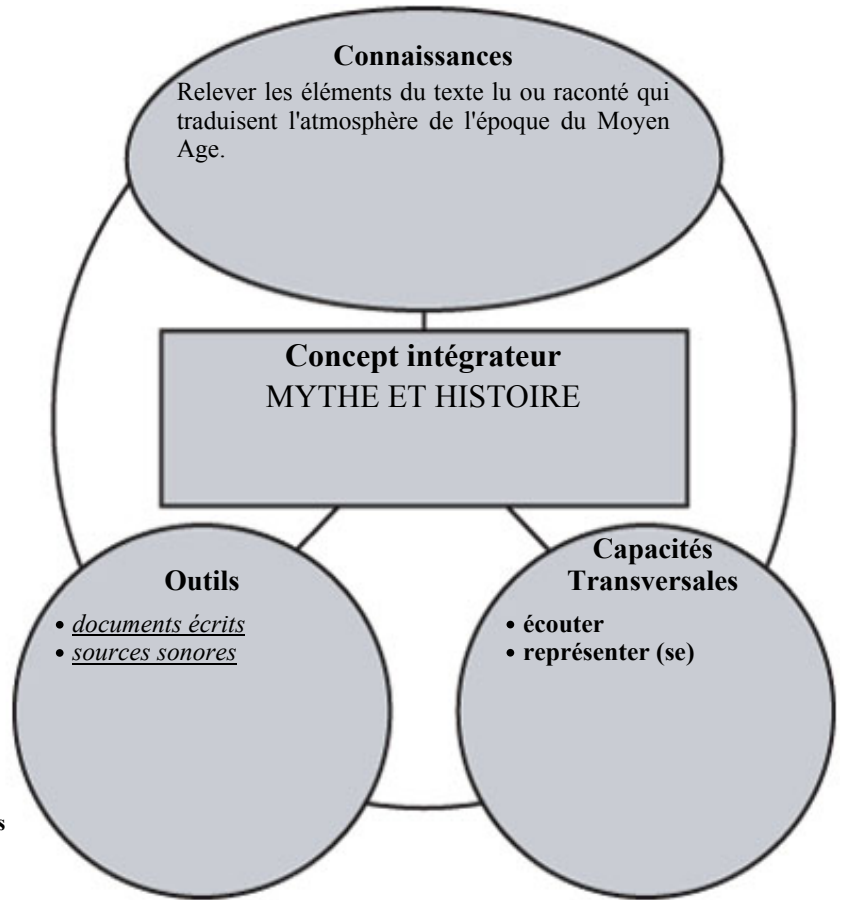 Connaissances
Relever les éléments du texte lu ou raconté qui
traduisent l'atmosphère de l'époque du Moyen
Age.
Concept intégrateur
MYTHE ET HISTOIRE
Outils
• documents écrits
• sources sonores
Capacités
Transversales
• écouter
• représenter (se)
s